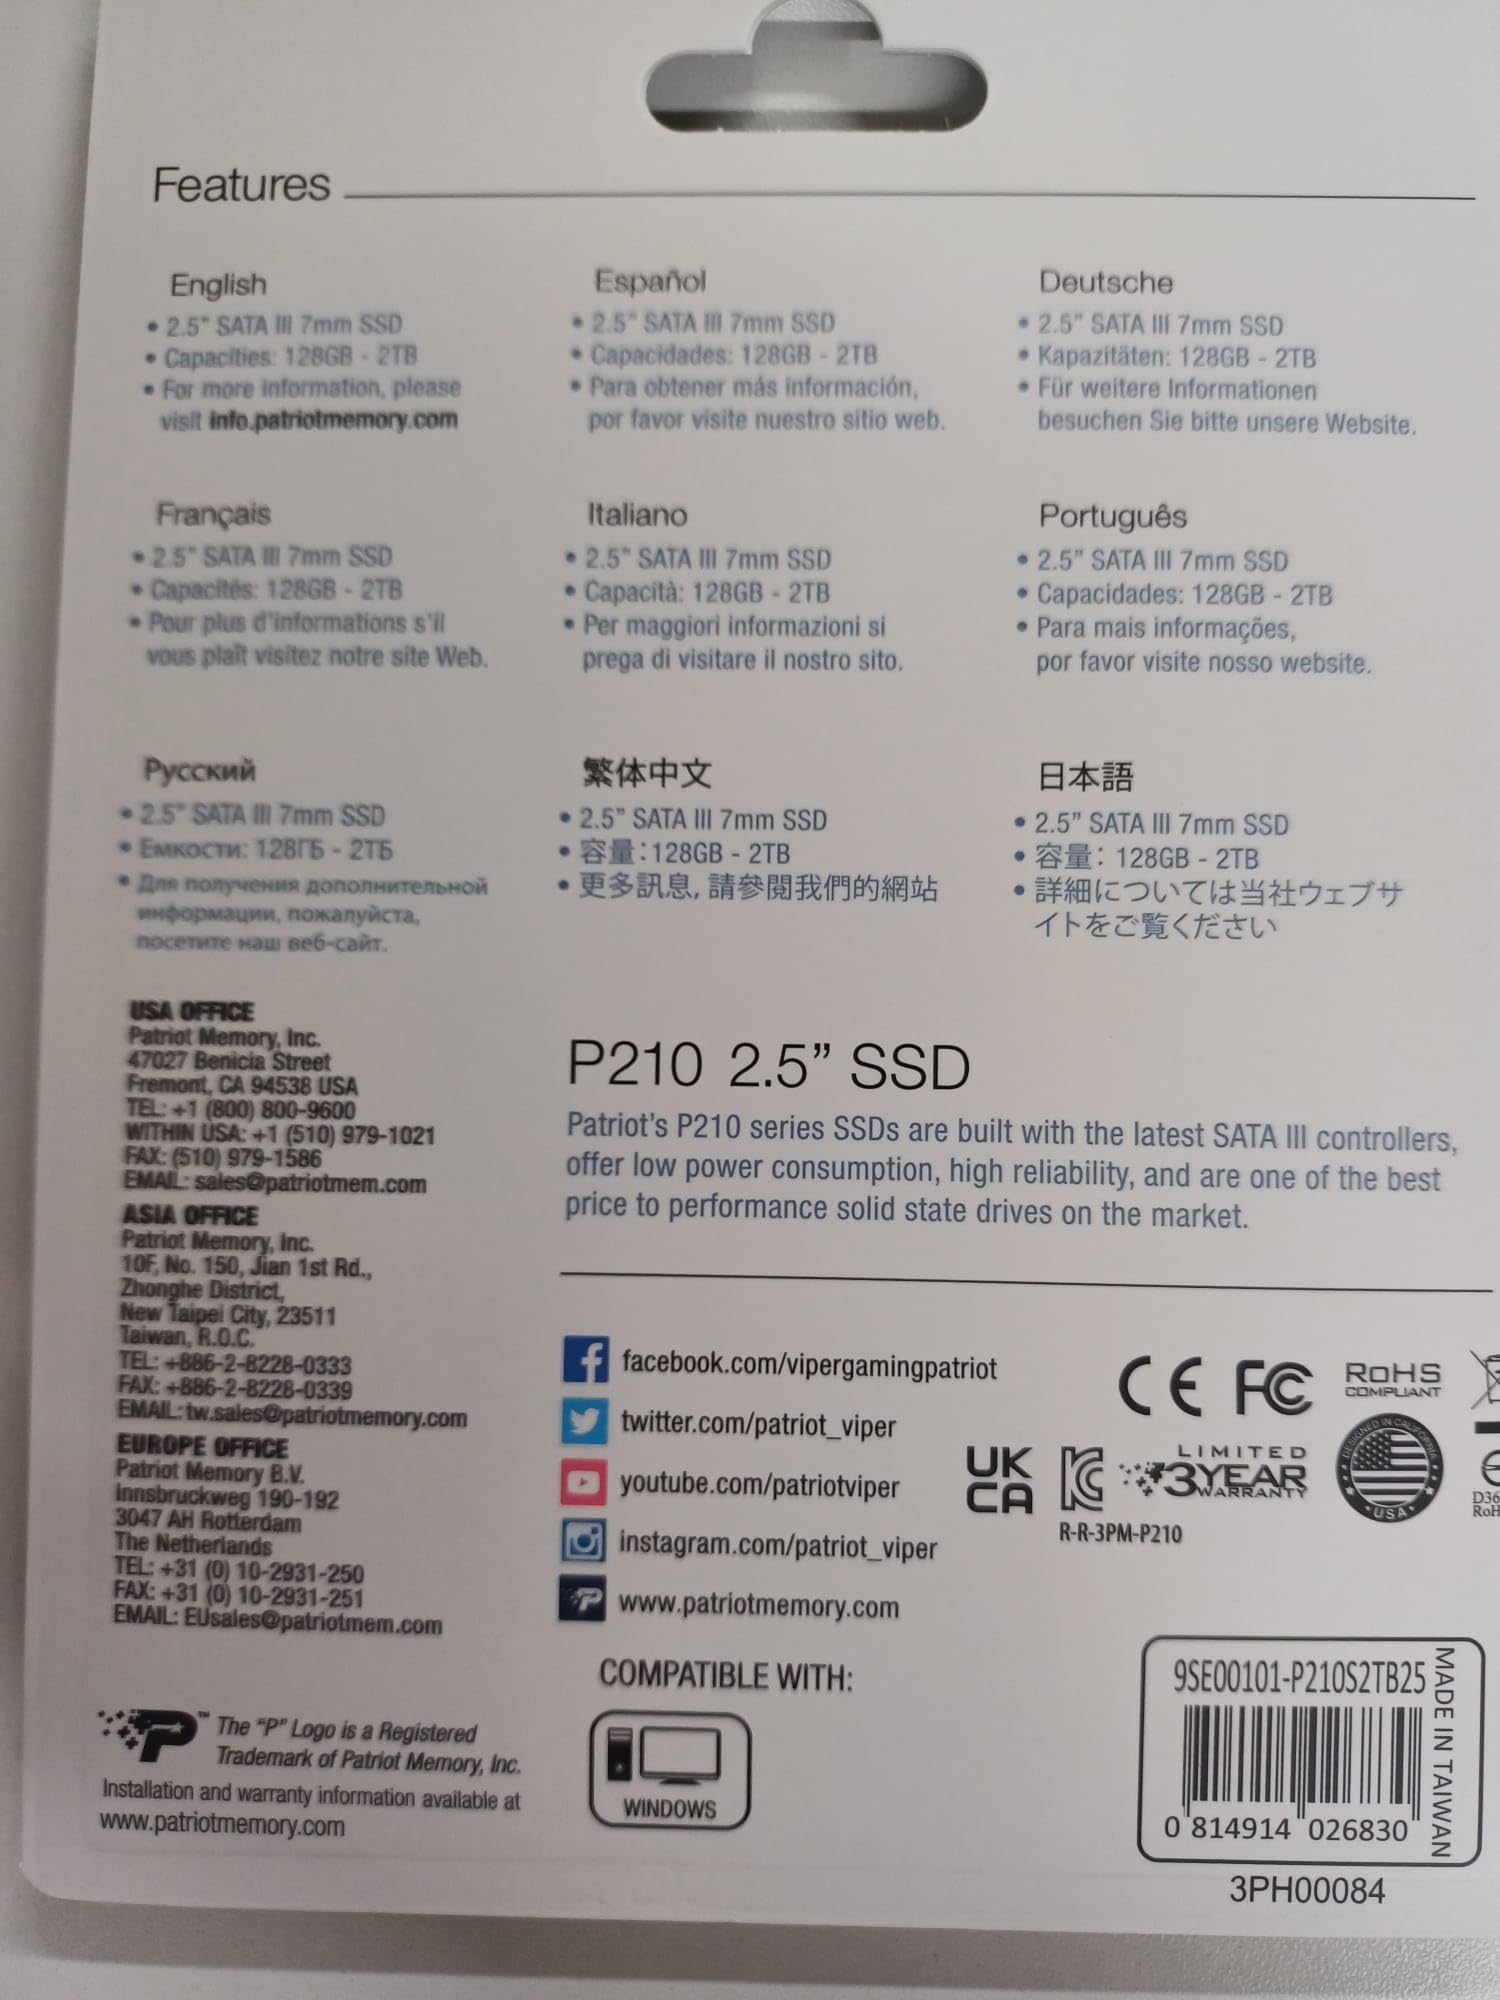 Features
English
• 2.5" SATA III 7mm SSD
• Capacities: 128GB - 2TB
• For more information, please
visit info.patriotmemory.com
Español
• 2.5" SATA III 7mm SSD
• Capacidades: 128GB - 2TB
• Para obtener más información,
por favor visite nuestro sitio web.
Deutsche
• 2.5" SATA III 7mm SSD
• Kapazitäten: 128GB - 2TB
• Für weitere Informationen
besuchen Sie bitte unsere Website.
Français
• 2.5" SATA III 7mm SSD
• Capacités: 128GB - 2TB
• Pour plus d'informations s'il
vous plaît visitez notre site Web.
Italiano
• 2.5" SATA III 7mm SSD
• Capacità: 128GB - 2TB
• Per maggiori informazioni si
prega di visitare il nostro sito.
Português
• 2.5" SATA III 7mm SSD
• Capacidades: 128GB - 2TB
• Para mais informações,
por favor visite nosso website.
Русский
• 2.5" SATA III 7mm SSD
• Емкости: 128ГБ - 2ТБ
• Для получения дополнительной
информации, пожалуйста,
посетите наш веб-сайт.
繁体中文
• 2.5” SATA III 7mm SSD
• 容量：128GB - 2TB
• 更多訊息, 請參閱我們的網站
日本語
• 2.5” SATA III 7mm SSD
• 容量： 128GB - 2TB
• 詳細については当社ウェブサ
イトをご覧ください
USA OFFICE
Patriot Memory, Inc.
47027 Benicia Street
Fremont, CA 94538 USA
TEL: +1 (800) 800-9600
WITHIN USA: +1 (510) 979-1021
FAX: (510) 979-1586
EMAIL: sales@patriotmem.com
ASIA OFFICE
Patriot Memory, Inc.
10F, No. 150, Jian 1st Rd.,
Zhonghe District,
New Taipei City, 23511
Taiwan, R.O.C.
TEL: +886-2-8228-0333
FAX: +886-2-8228-0339
EMAIL: tw.sales@patriotmemory.com
EUROPE OFFICE
Patriot Memory B.V.
Innsbruckweg 190-192
3047 AH Rotterdam
The Netherlands
TEL: +31 (0) 10-2931-250
FAX: +31 (0) 10-2931-251
EMAIL: EUsales@patriotmem.com
P210 2.5” SSD
Patriot’s P210 series SSDs are built with the latest SATA III controllers,
offer low power consumption, high reliability, and are one of the best
price to performance solid state drives on the market.
facebook.com/vipergamingpatriot
twitter.com/patriot_viper
youtube.com/patriotviper
instagram.com/patriot_viper
www.patriotmemory.com
CE FC
RoHS
COMPLIANT
UK
CA
LIMITED
3YEAR
WARRANTY
R-R-3PM-P210
DESIGNED IN CALIFORNIA
USA
D36
RoH
COMPATIBLE WITH:
WINDOWS
P™ The “P” Logo is a Registered
Trademark of Patriot Memory, Inc.
Installation and warranty information available at
www.patriotmemory.com
9SE00101-P210S2TB25
0 814914 026830
MADE IN TAIWAN
3PH00084